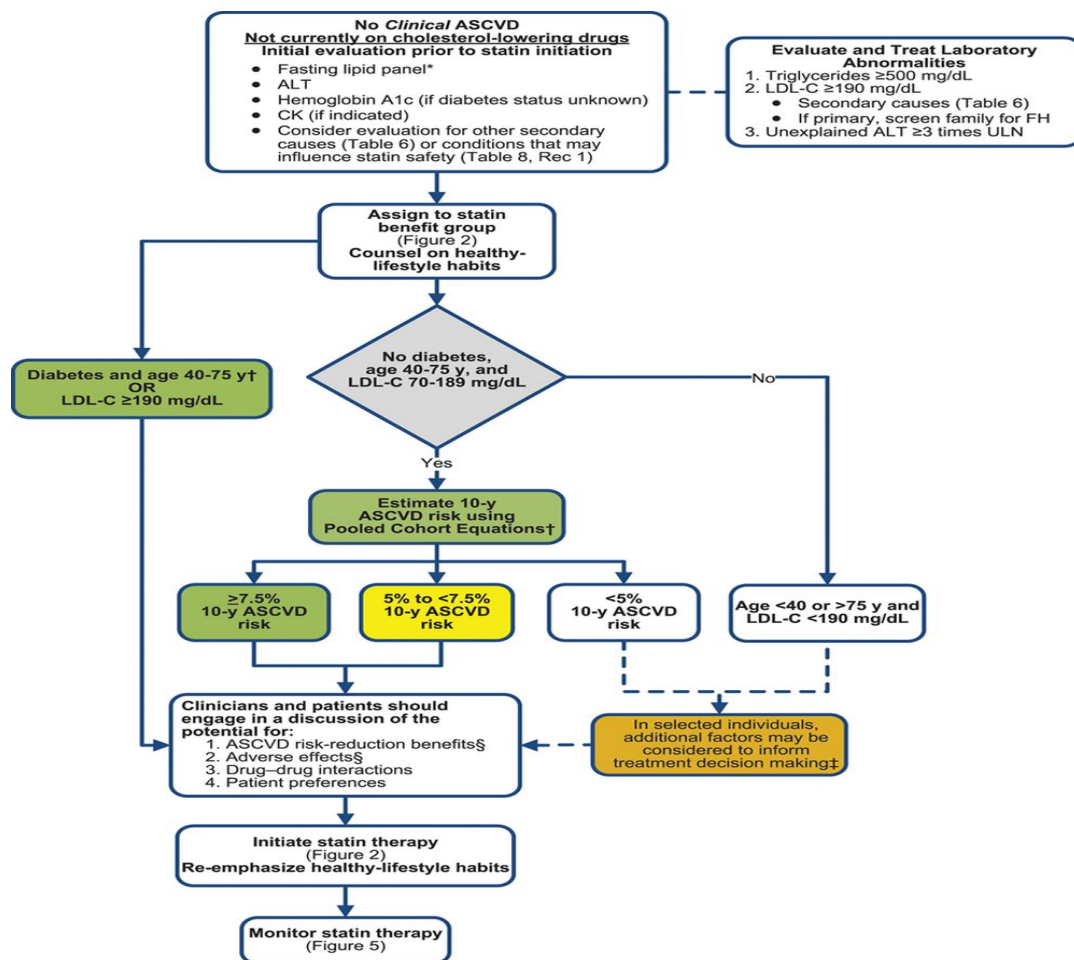 No Clinical ASCVD
Not currently on cholesterol-lowering drugs
Initial evaluation prior to statin initiation
● Fasting lipid panel*
● ALT
● Hemoglobin A1c (if diabetes status unknown)
● CK (if indicated)
● Consider evaluation for other secondary
causes (Table 6) or conditions that may
influence statin safety (Table 8, Rec 1)
Evaluate and Treat Laboratory
Abnormalities
1. Triglycerides ≥500 mg/dL
2. LDL-C ≥190 mg/dL
● Secondary causes (Table 6)
● If primary, screen family for FH
3. Unexplained ALT ≥3 times ULN
Assign to statin
benefit group
(Figure 2)
Counsel on healthy-
lifestyle habits
Diabetes and age 40-75 y†
OR
LDL-C ≥190 mg/dL
No diabetes,
age 40-75 y, and
LDL-C 70-189 mg/dL
No
Yes
Estimate 10-y
ASCVD risk using
Pooled Cohort Equations†
≥7.5%
10-y ASCVD
risk
5% to <7.5%
10-y ASCVD
risk
<5%
10-y ASCVD
risk
Age <40 or >75 y and
LDL-C <190 mg/dL
Clinicians and patients should
engage in a discussion of the
potential for:
1. ASCVD risk-reduction benefits§
2. Adverse effects§
3. Drug–drug interactions
4. Patient preferences
In selected individuals,
additional factors may be
considered to inform
treatment decision making‡
Initiate statin therapy
(Figure 2)
Re-emphasize healthy-lifestyle habits
Monitor statin therapy
(Figure 5)